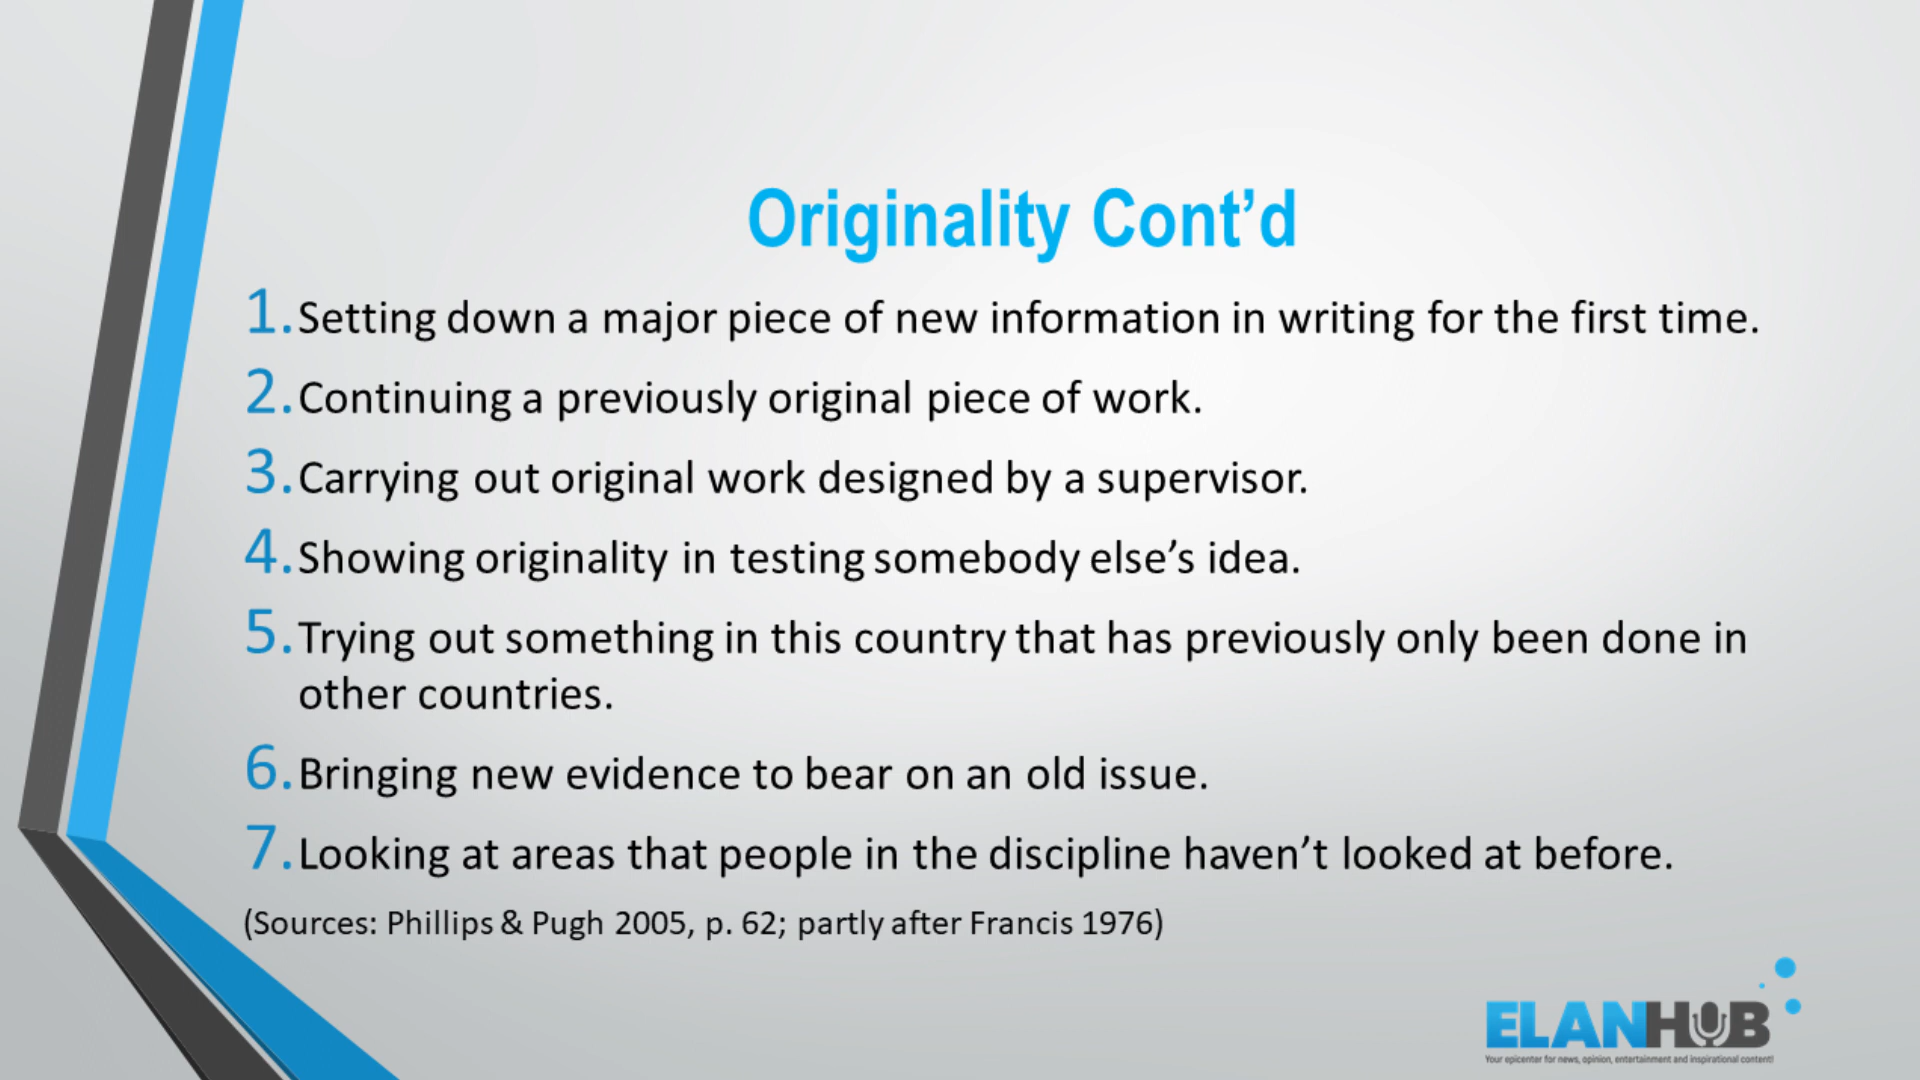 Originality Cont’d
1. Setting down a major piece of new information in writing for the first time.
2. Continuing a previously original piece of work.
3. Carrying out original work designed by a supervisor.
4. Showing originality in testing somebody else’s idea.
5. Trying out something in this country that has previously only been done in
other countries.
6. Bringing new evidence to bear on an old issue.
7. Looking at areas that people in the discipline haven’t looked at before.
(Sources: Phillips & Pugh 2005, p. 62; partly after Francis 1976)
ELANHUB
Your epicenter for news, opinion, entertainment and inspirational content!